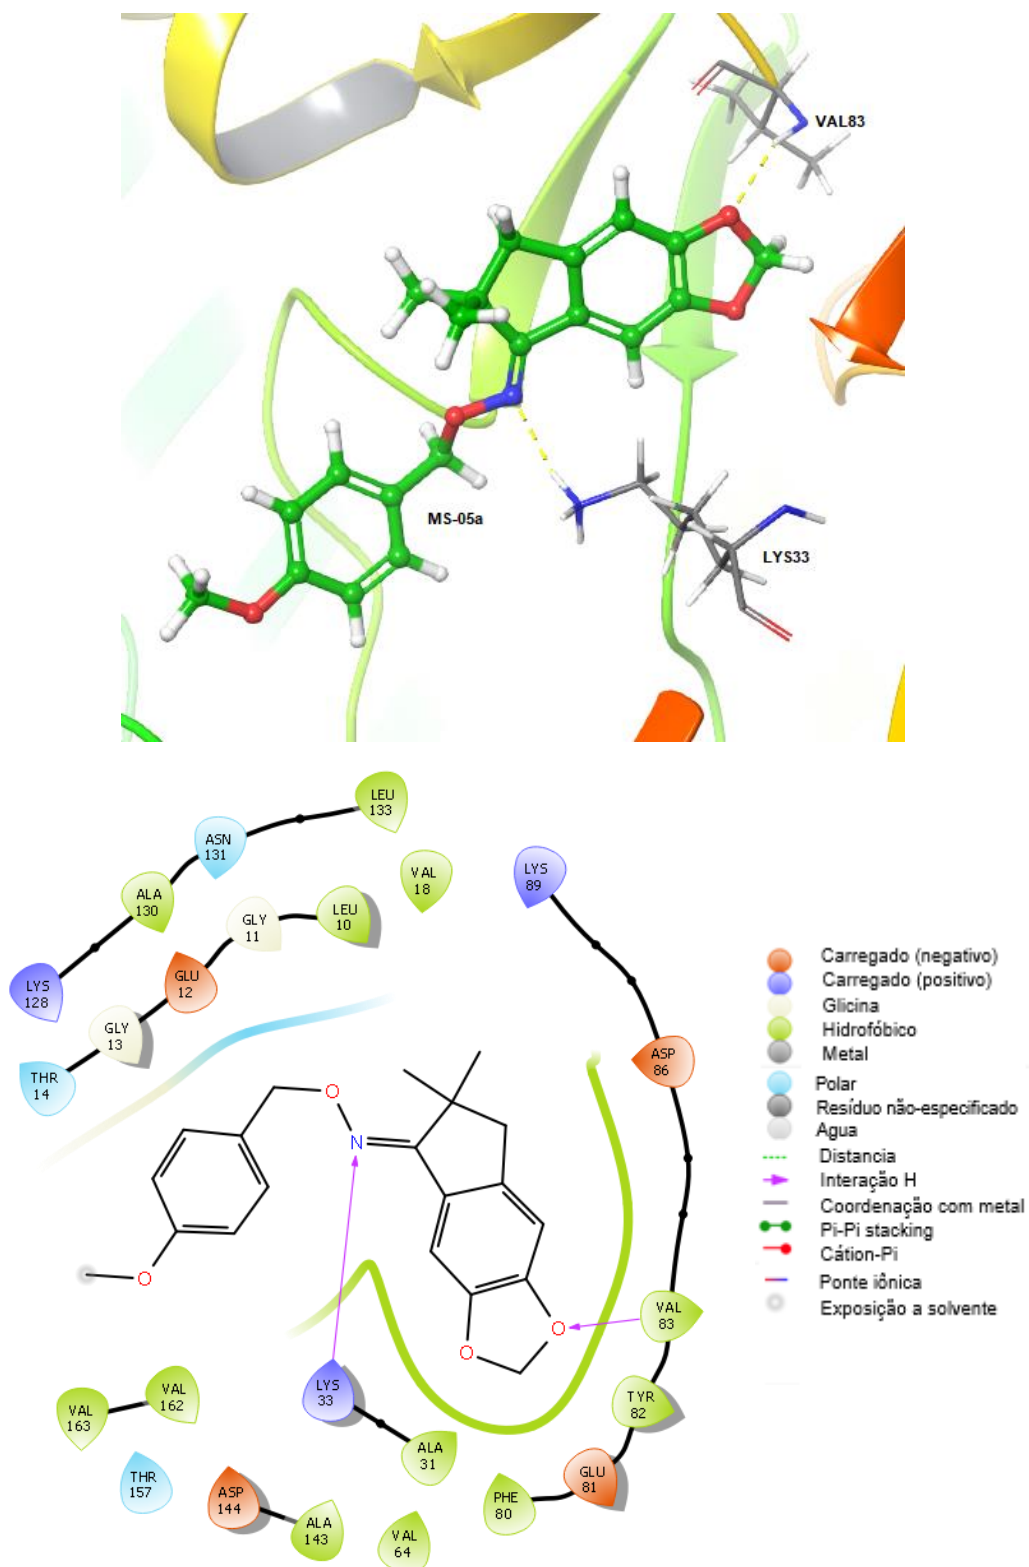 VAL83
MS-05a
LYS33
LEU
133
ASN
131
VAL
18
LYS
89
ALA
130
LEU
10
GLY
11
GLU
12
LYS
128
GLY
13
THR
14
ASP
86
O
N
O
O
O
VAL
83
LYS
33
TYR
82
VAL
162
VAL
163
ALA
31
GLU
81
THR
157
ASP
144
PHE
80
ALA
143
VAL
64
Carregado (negativo)
Carregado (positivo)
Glicina
Hidrofóbico
Metal
Polar
Resíduo não-especificado
Agua
Distancia
Interação H
Coordenação com metal
Pi-Pi stacking
Cátion-Pi
Ponte iônica
Exposição a solvente